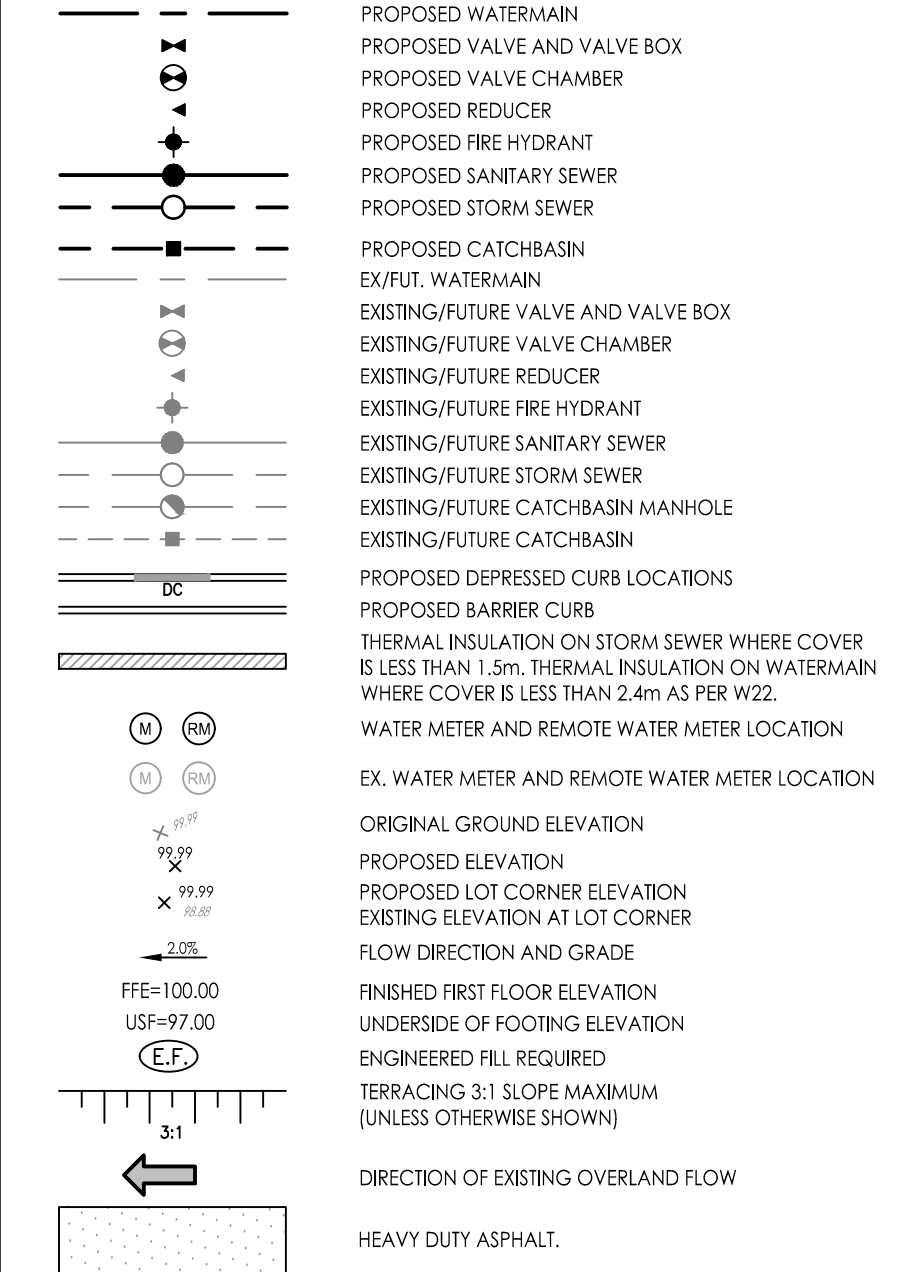 PROPOSED WATERMAIN
PROPOSED VALVE AND VALVE BOX
PROPOSED VALVE CHAMBER
PROPOSED REDUCER
PROPOSED FIRE HYDRANT
PROPOSED SANITARY SEWER
PROPOSED STORM SEWER
PROPOSED CATCHBASIN
EX/FUT. WATERMAIN
EXISTING/FUTURE VALVE AND VALVE BOX
EXISTING/FUTURE VALVE CHAMBER
EXISTING/FUTURE REDUCER
EXISTING/FUTURE FIRE HYDRANT
EXISTING/FUTURE SANITARY SEWER
EXISTING/FUTURE STORM SEWER
EXISTING/FUTURE CATCHBASIN MANHOLE
EXISTING/FUTURE CATCHBASIN
DC PROPOSED DEPRESSED CURB LOCATIONS
PROPOSED BARRIER CURB
THERMAL INSULATION ON STORM SEWER WHERE COVER
IS LESS THAN 1.5m. THERMAL INSULATION ON WATERMAIN
WHERE COVER IS LESS THAN 2.4m AS PER W22.
M RM WATER METER AND REMOTE WATER METER LOCATION
M RM EX. WATER METER AND REMOTE WATER METER LOCATION
99.99 ORIGINAL GROUND ELEVATION
99.99 PROPOSED ELEVATION
99.99 PROPOSED LOT CORNER ELEVATION
98.88 EXISTING ELEVATION AT LOT CORNER
2.0% FLOW DIRECTION AND GRADE
FFE=100.00 FINISHED FIRST FLOOR ELEVATION
USF=97.00 UNDERSIDE OF FOOTING ELEVATION
E.F. ENGINEERED FILL REQUIRED
TERRACING 3:1 SLOPE MAXIMUM
(UNLESS OTHERWISE SHOWN)
3:1
DIRECTION OF EXISTING OVERLAND FLOW
HEAVY DUTY ASPHALT.